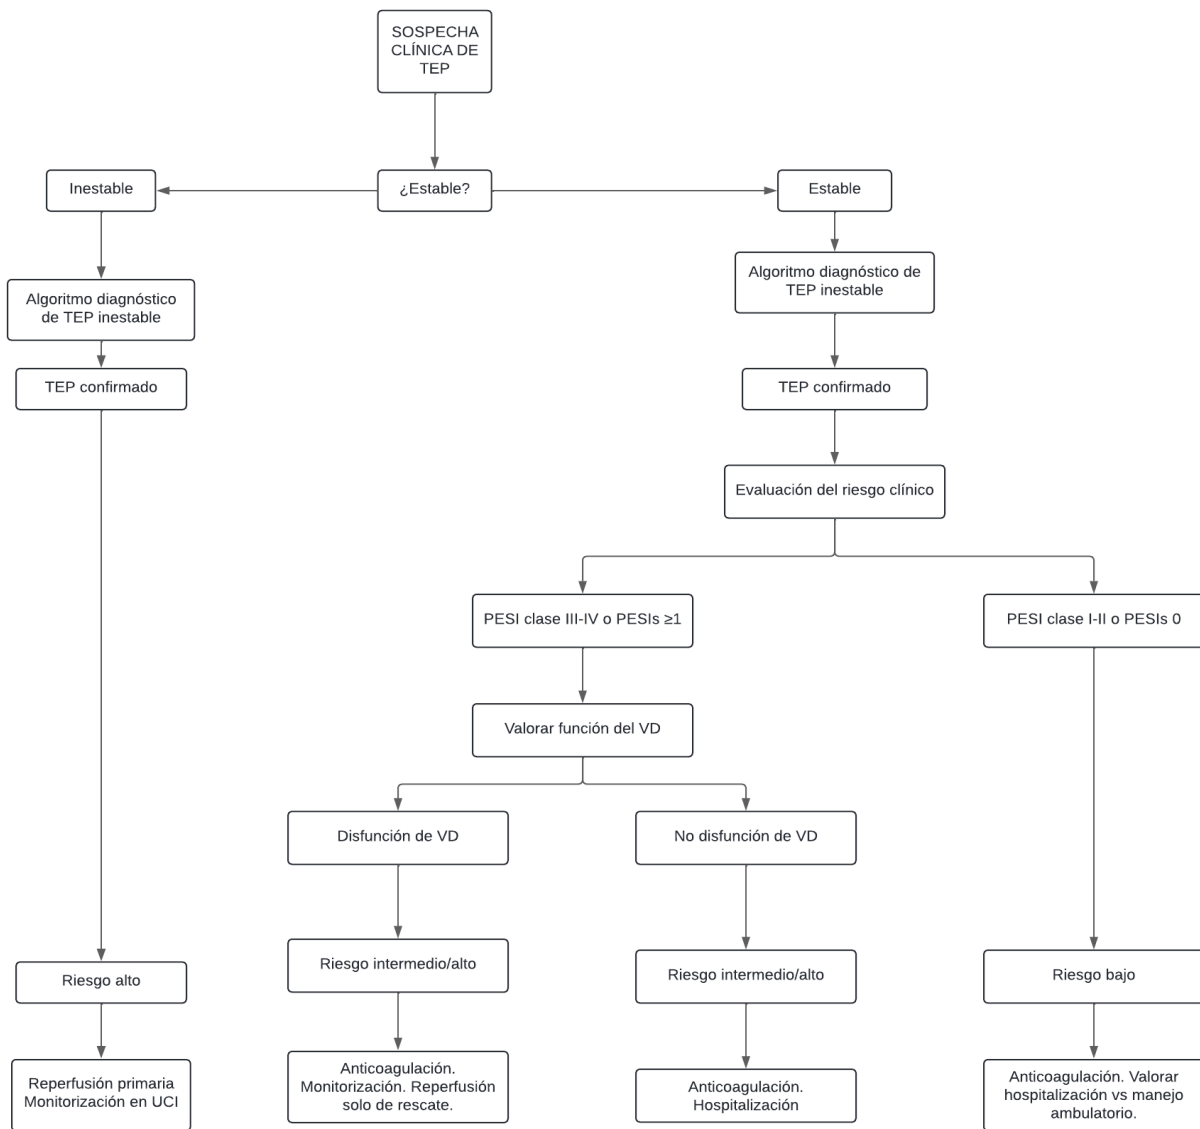 SOSPECHA
CLÍNICA DE
TEP
Inestable
¿Estable?
Estable
Algoritmo diagnóstico
de TEP inestable
Algoritmo diagnóstico de
TEP inestable
TEP confirmado
TEP confirmado
Evaluación del riesgo clínico
PESI clase III-IV o PESIs ≥1
PESI clase I-II o PESIs 0
Valorar función del VD
Disfunción de VD
No disfunción de VD
Riesgo alto
Riesgo intermedio/alto
Riesgo intermedio/alto
Riesgo bajo
Reperfusión primaria
Monitorización en UCI
Anticoagulación.
Monitorización. Reperfusión
solo de rescate.
Anticoagulación.
Hospitalización
Anticoagulación. Valorar
hospitalización vs manejo
ambulatorio.